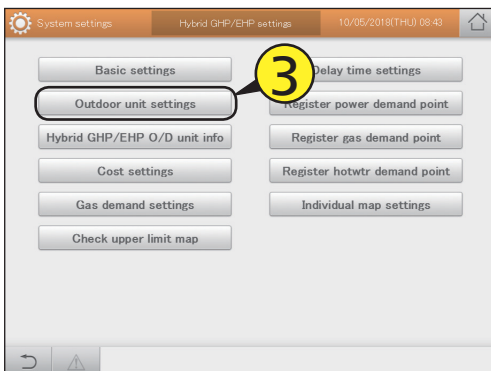 System settings
Hybrid GHP/EHP settings
10/05/2018(THU) 08:43
Basic settings
Delay time settings
3
Outdoor unit settings
Register power demand point
Hybrid GHP/EHP O/D unit info
Register gas demand point
Cost settings
Register hotwtr demand point
Gas demand settings
Individual map settings
Check upper limit map